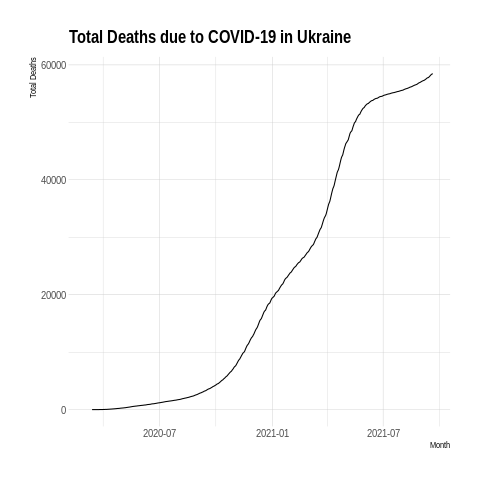 Total Deaths due to COVID-19 in Ukraine
Total Deaths
60000
40000
20000
0
2020-07 2021-01 2021-07
Month